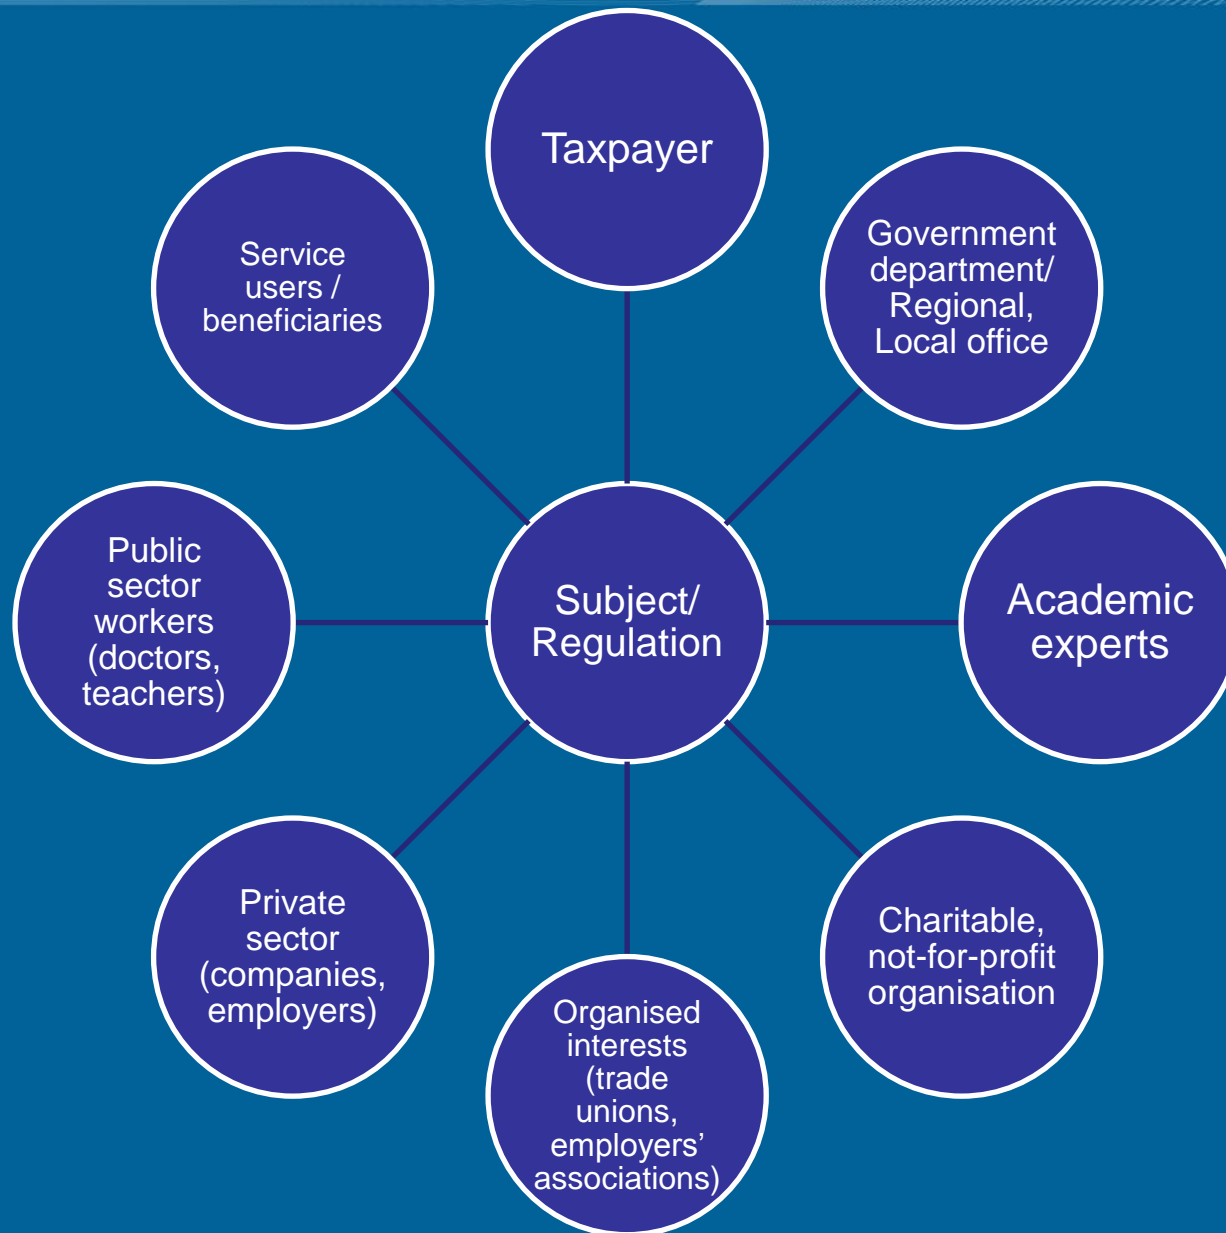 Taxpayer
Government
department/
Regional,
Local office
Service
users /
beneficiaries
Public
sector
workers
(doctors,
teachers)
Subject/
Regulation
Academic
experts
Private
sector
(companies,
employers)
Charitable,
not-for-profit
organisation
Organised
interests
(trade
unions,
employers’
associations)